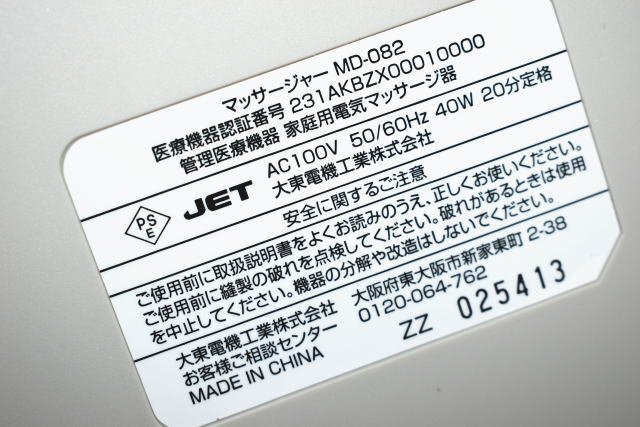 マッサージャー MD-082
医療機器認証番号 231AKBZX00010000
管理医療機器 家庭用電気マッサージ器
PSE
JET
AC100V 50/60Hz 40W 20分定格
大東電機工業株式会社
安全に関するご注意
ご使用前に取扱説明書をよくお読みのうえ、正しくお使いください。
ご使用前に縫製の破れを点検してください。破れがあるときは使用
を中止してください。機器の分解や改造はしないでください。
大東電機工業株式会社 大阪府東大阪市新家東町 2-38
お客様ご相談センター 0120-064-762
MADE IN CHINA ZZ 025413